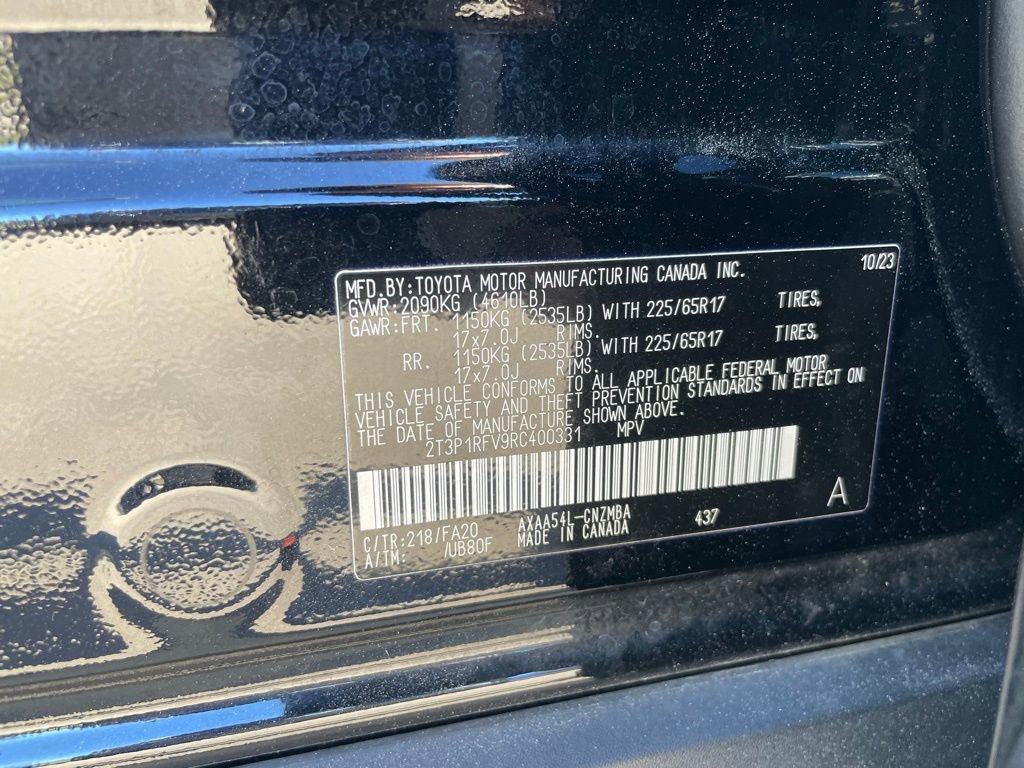 MFD.BY:TOYOTA MOTOR MANUFACTURING CANADA INC. 10/23
GVWR:2090KG (4610LB)
GAWR:FRT. 1150KG (2535LB) WITH 225/65R17 TIRES,
17x7.0J RIMS.
RR. 1150KG (2535LB) WITH 225/65R17 TIRES,
17x7.0J RIMS.
THIS VEHICLE CONFORMS TO ALL APPLICABLE FEDERAL MOTOR
VEHICLE SAFETY AND THEFT PREVENTION STANDARDS IN EFFECT ON
THE DATE OF MANUFACTURE SHOWN ABOVE.
2T3P1RFV9RC400331 MPV
C/TR:218/FA20 AXAA54L-CNZMBA 437 A
A/TM: /UB80F MADE IN CANADA